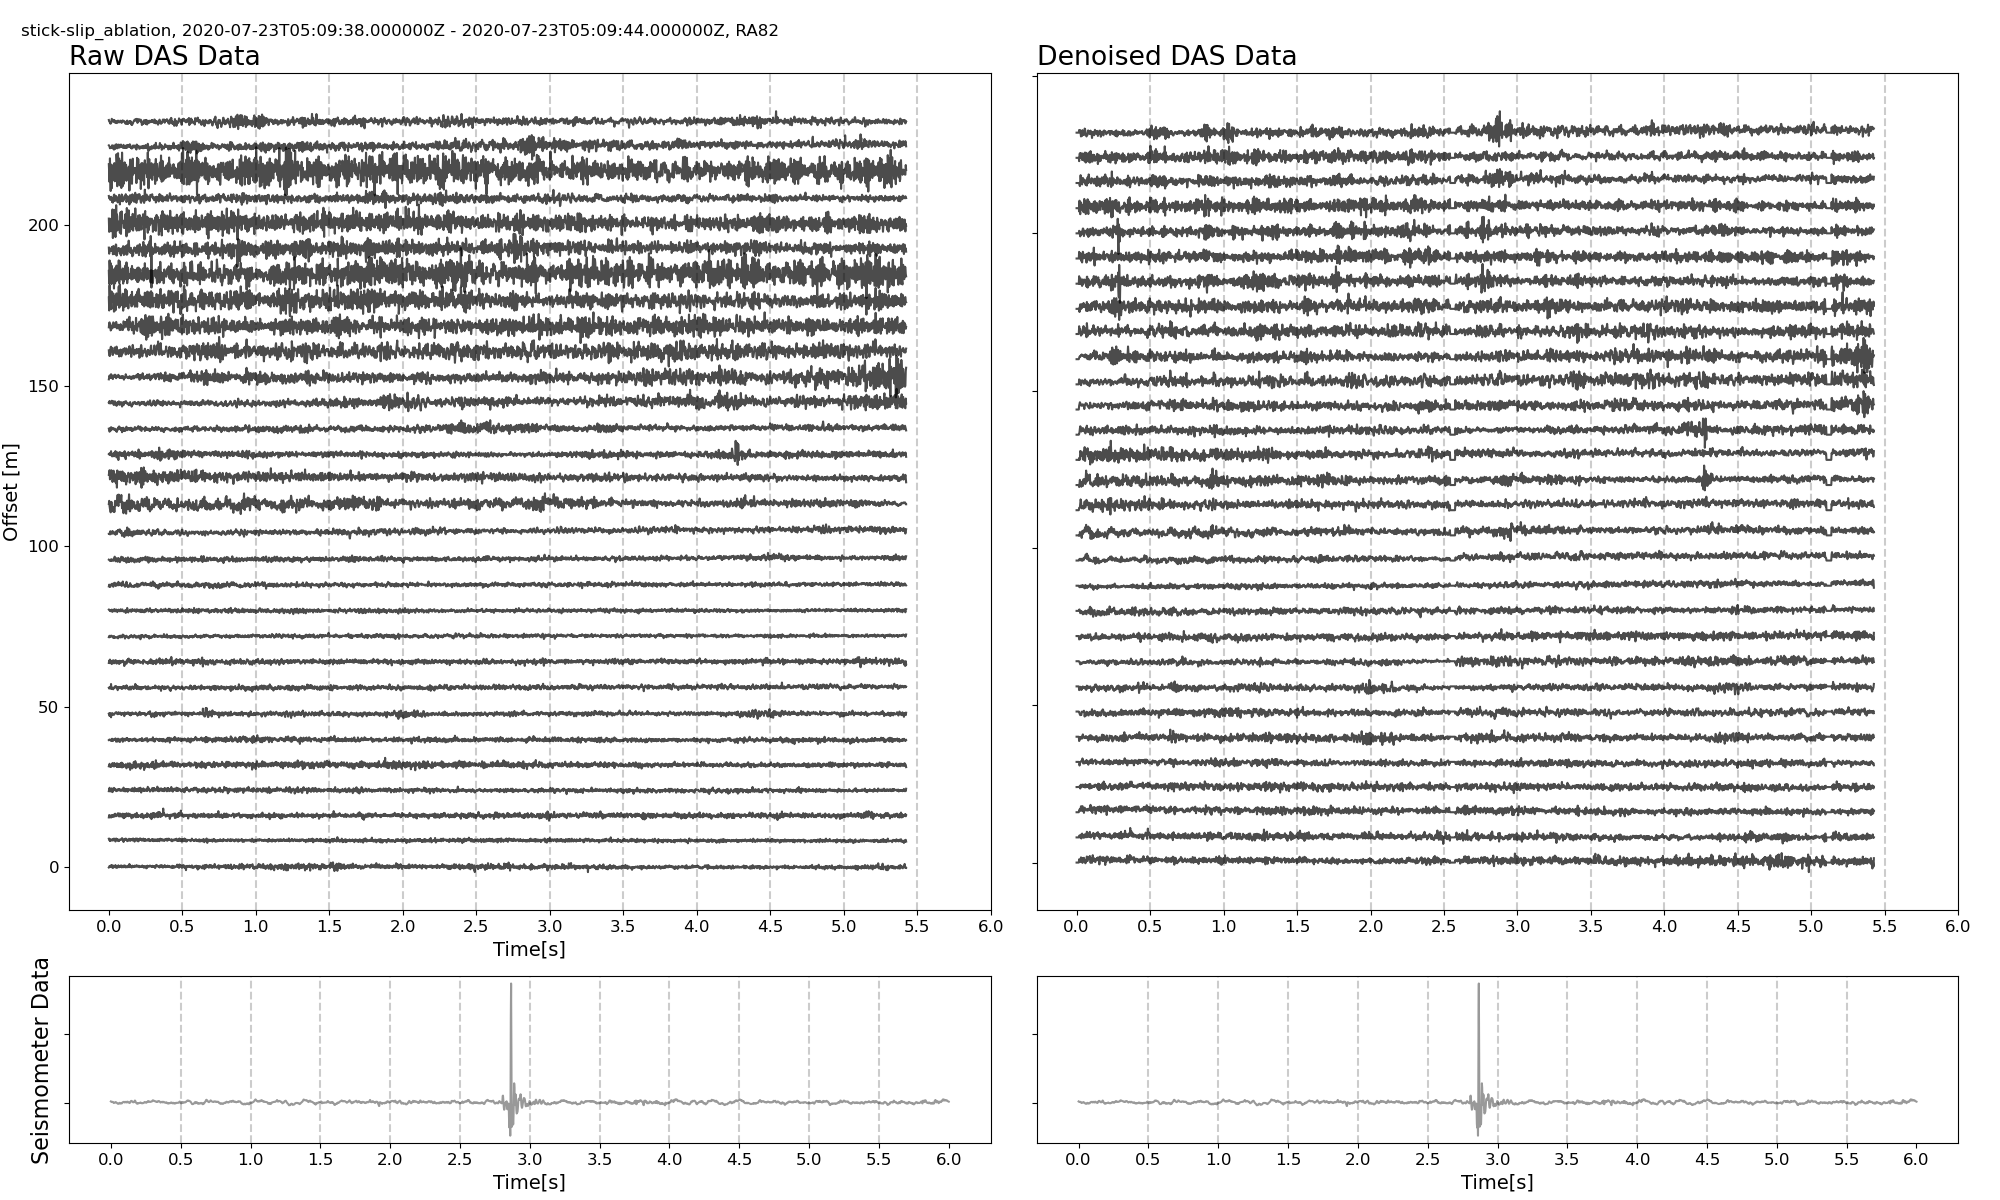 stick-slip_ablation, 2020-07-23T05:09:38.000000Z - 2020-07-23T05:09:44.000000Z, RA82
Raw DAS Data
Denoised DAS Data
Offset [m]
200
150
100
50
0
0.0 0.5 1.0 1.5 2.0 2.5 3.0 3.5 4.0 4.5 5.0 5.5 6.0
Time[s]
0.0 0.5 1.0 1.5 2.0 2.5 3.0 3.5 4.0 4.5 5.0 5.5 6.0
Seismometer Data
0.0 0.5 1.0 1.5 2.0 2.5 3.0 3.5 4.0 4.5 5.0 5.5 6.0
Time[s]
0.0 0.5 1.0 1.5 2.0 2.5 3.0 3.5 4.0 4.5 5.0 5.5 6.0
Time[s]